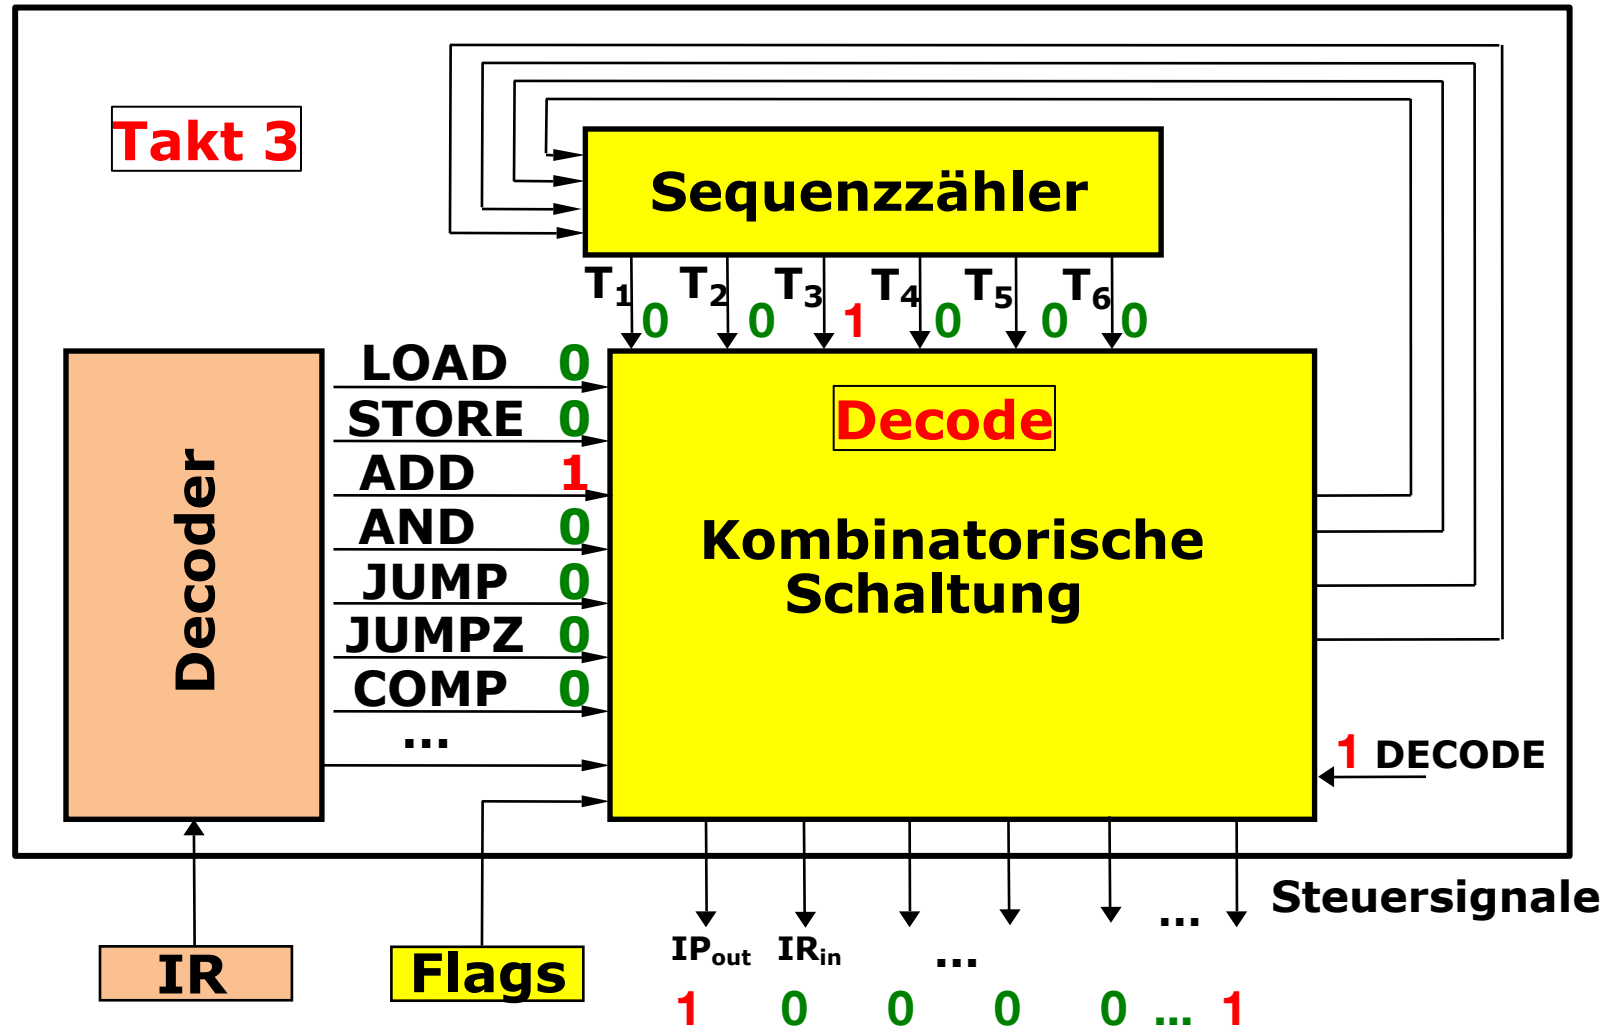 Takt 3
Sequenzzähler
T1 T2 T3 T4 T5 T6
0 0 1 0 0 0
Decoder
LOAD 0
STORE 0
ADD 1
AND 0
JUMP 0
JUMPZ 0
COMP 0
...
Decode
Kombinatorische
Schaltung
1 DECODE
Steuersignale
...
IPout IRin ...
1 0 0 0 0 ... 1
IR
Flags